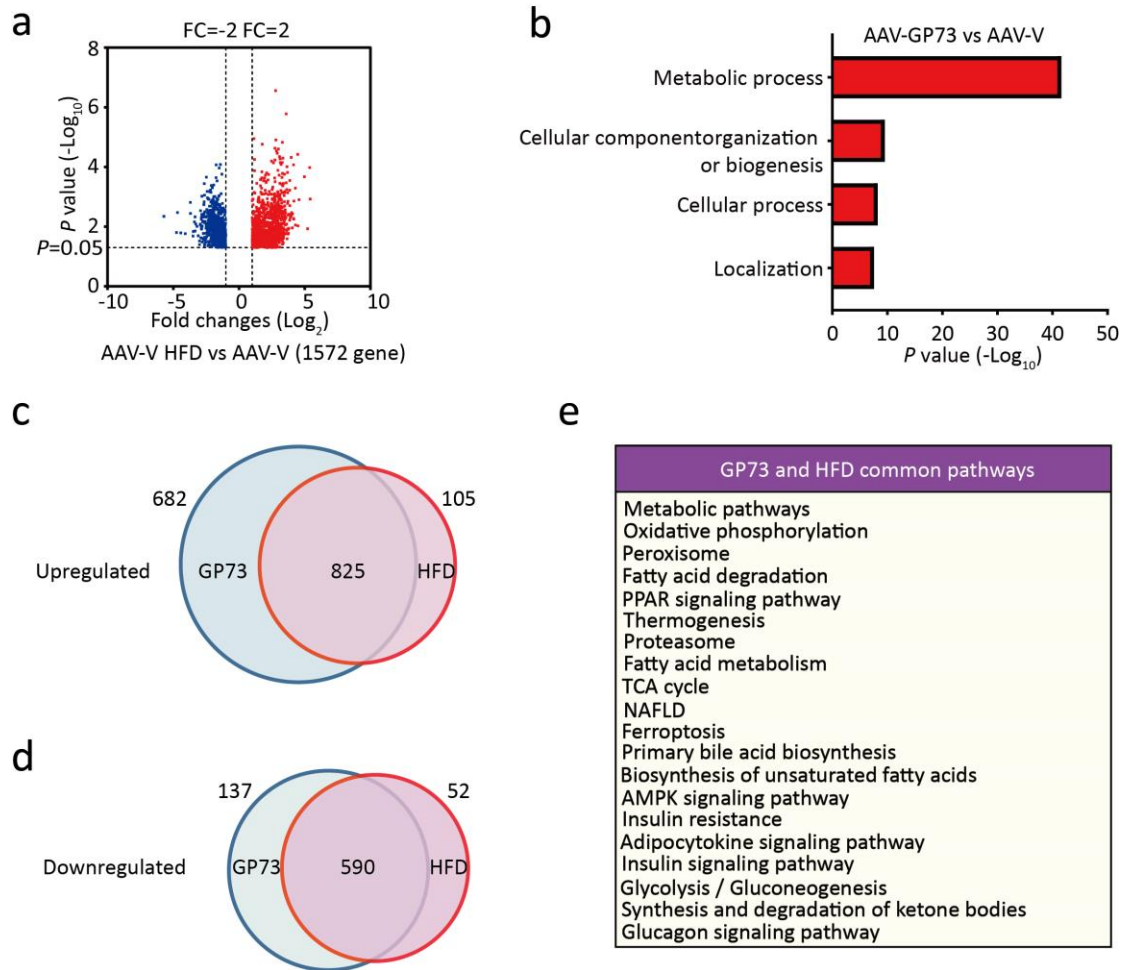 a
FC=-2 FC=2
8
6
4
2
P=0.05
0
P value (-Log10)
-10
-5
0
5
10
Fold changes (Log2)
AAV-V HFD vs AAV-V (1572 gene)
b
AAV-GP73 vs AAV-V
Metabolic process
Cellular componentorganization
or biogenesis
Cellular process
Localization
0
10
20
30
40
50
P value (-Log10)
c
682
105
Upregulated
GP73
825
HFD
d
137
52
Downregulated
GP73
590
HFD
e
GP73 and HFD common pathways
Metabolic pathways
Oxidative phosphorylation
Peroxisome
Fatty acid degradation
PPAR signaling pathway
Thermogenesis
Proteasome
Fatty acid metabolism
TCA cycle
NAFLD
Ferroptosis
Primary bile acid biosynthesis
Biosynthesis of unsaturated fatty acids
AMPK signaling pathway
Insulin resistance
Adipocytokine signaling pathway
Insulin signaling pathway
Glycolysis / Gluconeogenesis
Synthesis and degradation of ketone bodies
Glucagon signaling pathway